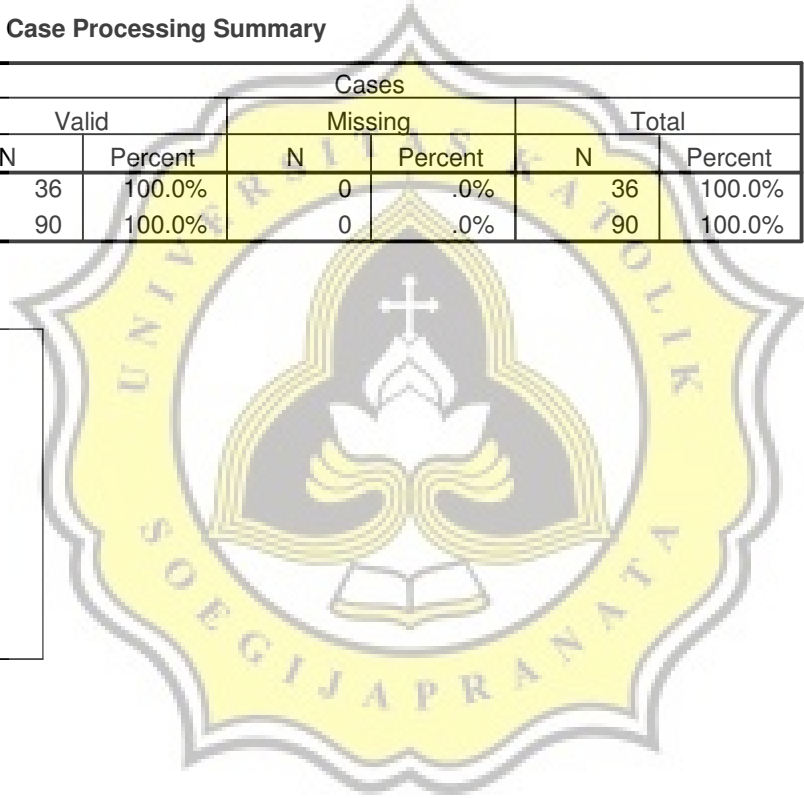 Case Processing Summary
Cases
Valid Missing Total
N Percent N Percent N Percent
36 100.0% 0 .0% 36 100.0%
90 100.0% 0 .0% 90 100.0%
UNIVERSITAS KATOLIK
SOEGIJAPRANATA